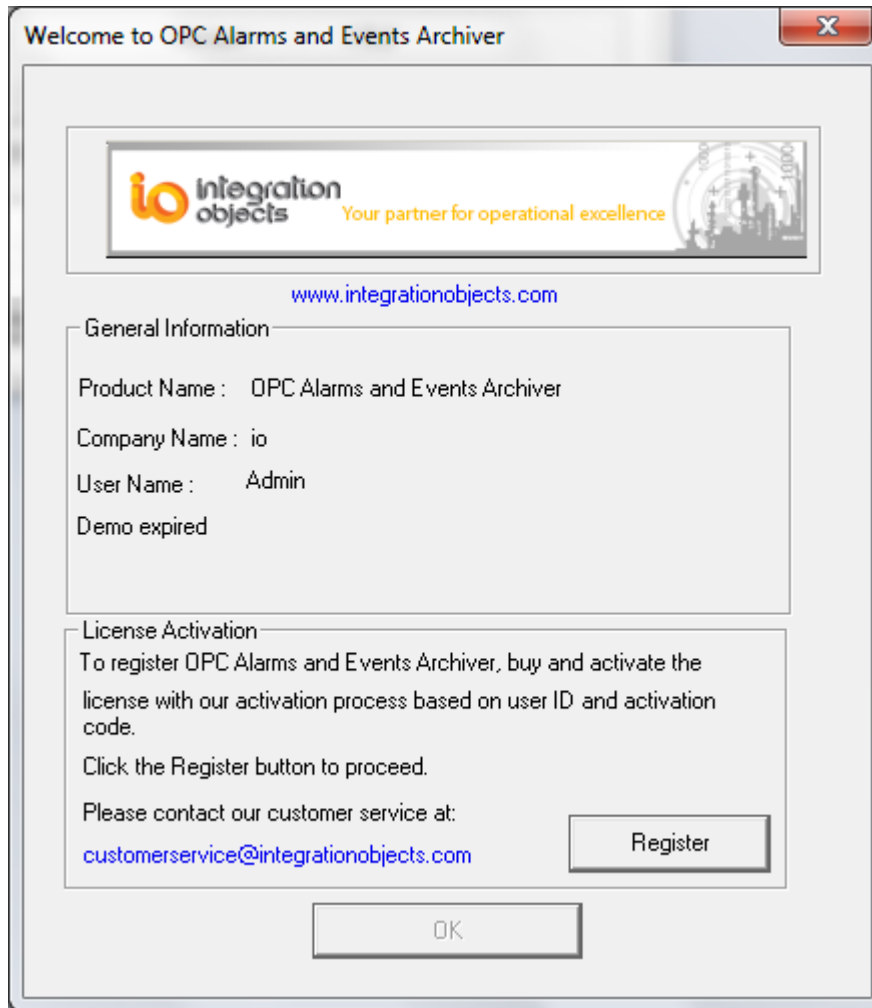 Welcome to OPC Alarms and Events Archiver
X
io integration
objects
Your partner for operational excellence
1000
10000
www.integrationobjects.com
General Information
Product Name : OPC Alarms and Events Archiver
Company Name : io
User Name : Admin
Demo expired
License Activation
To register OPC Alarms and Events Archiver, buy and activate the
license with our activation process based on user ID and activation
code.
Click the Register button to proceed.
Please contact our customer service at:
customerservice@integrationobjects.com
Register
OK